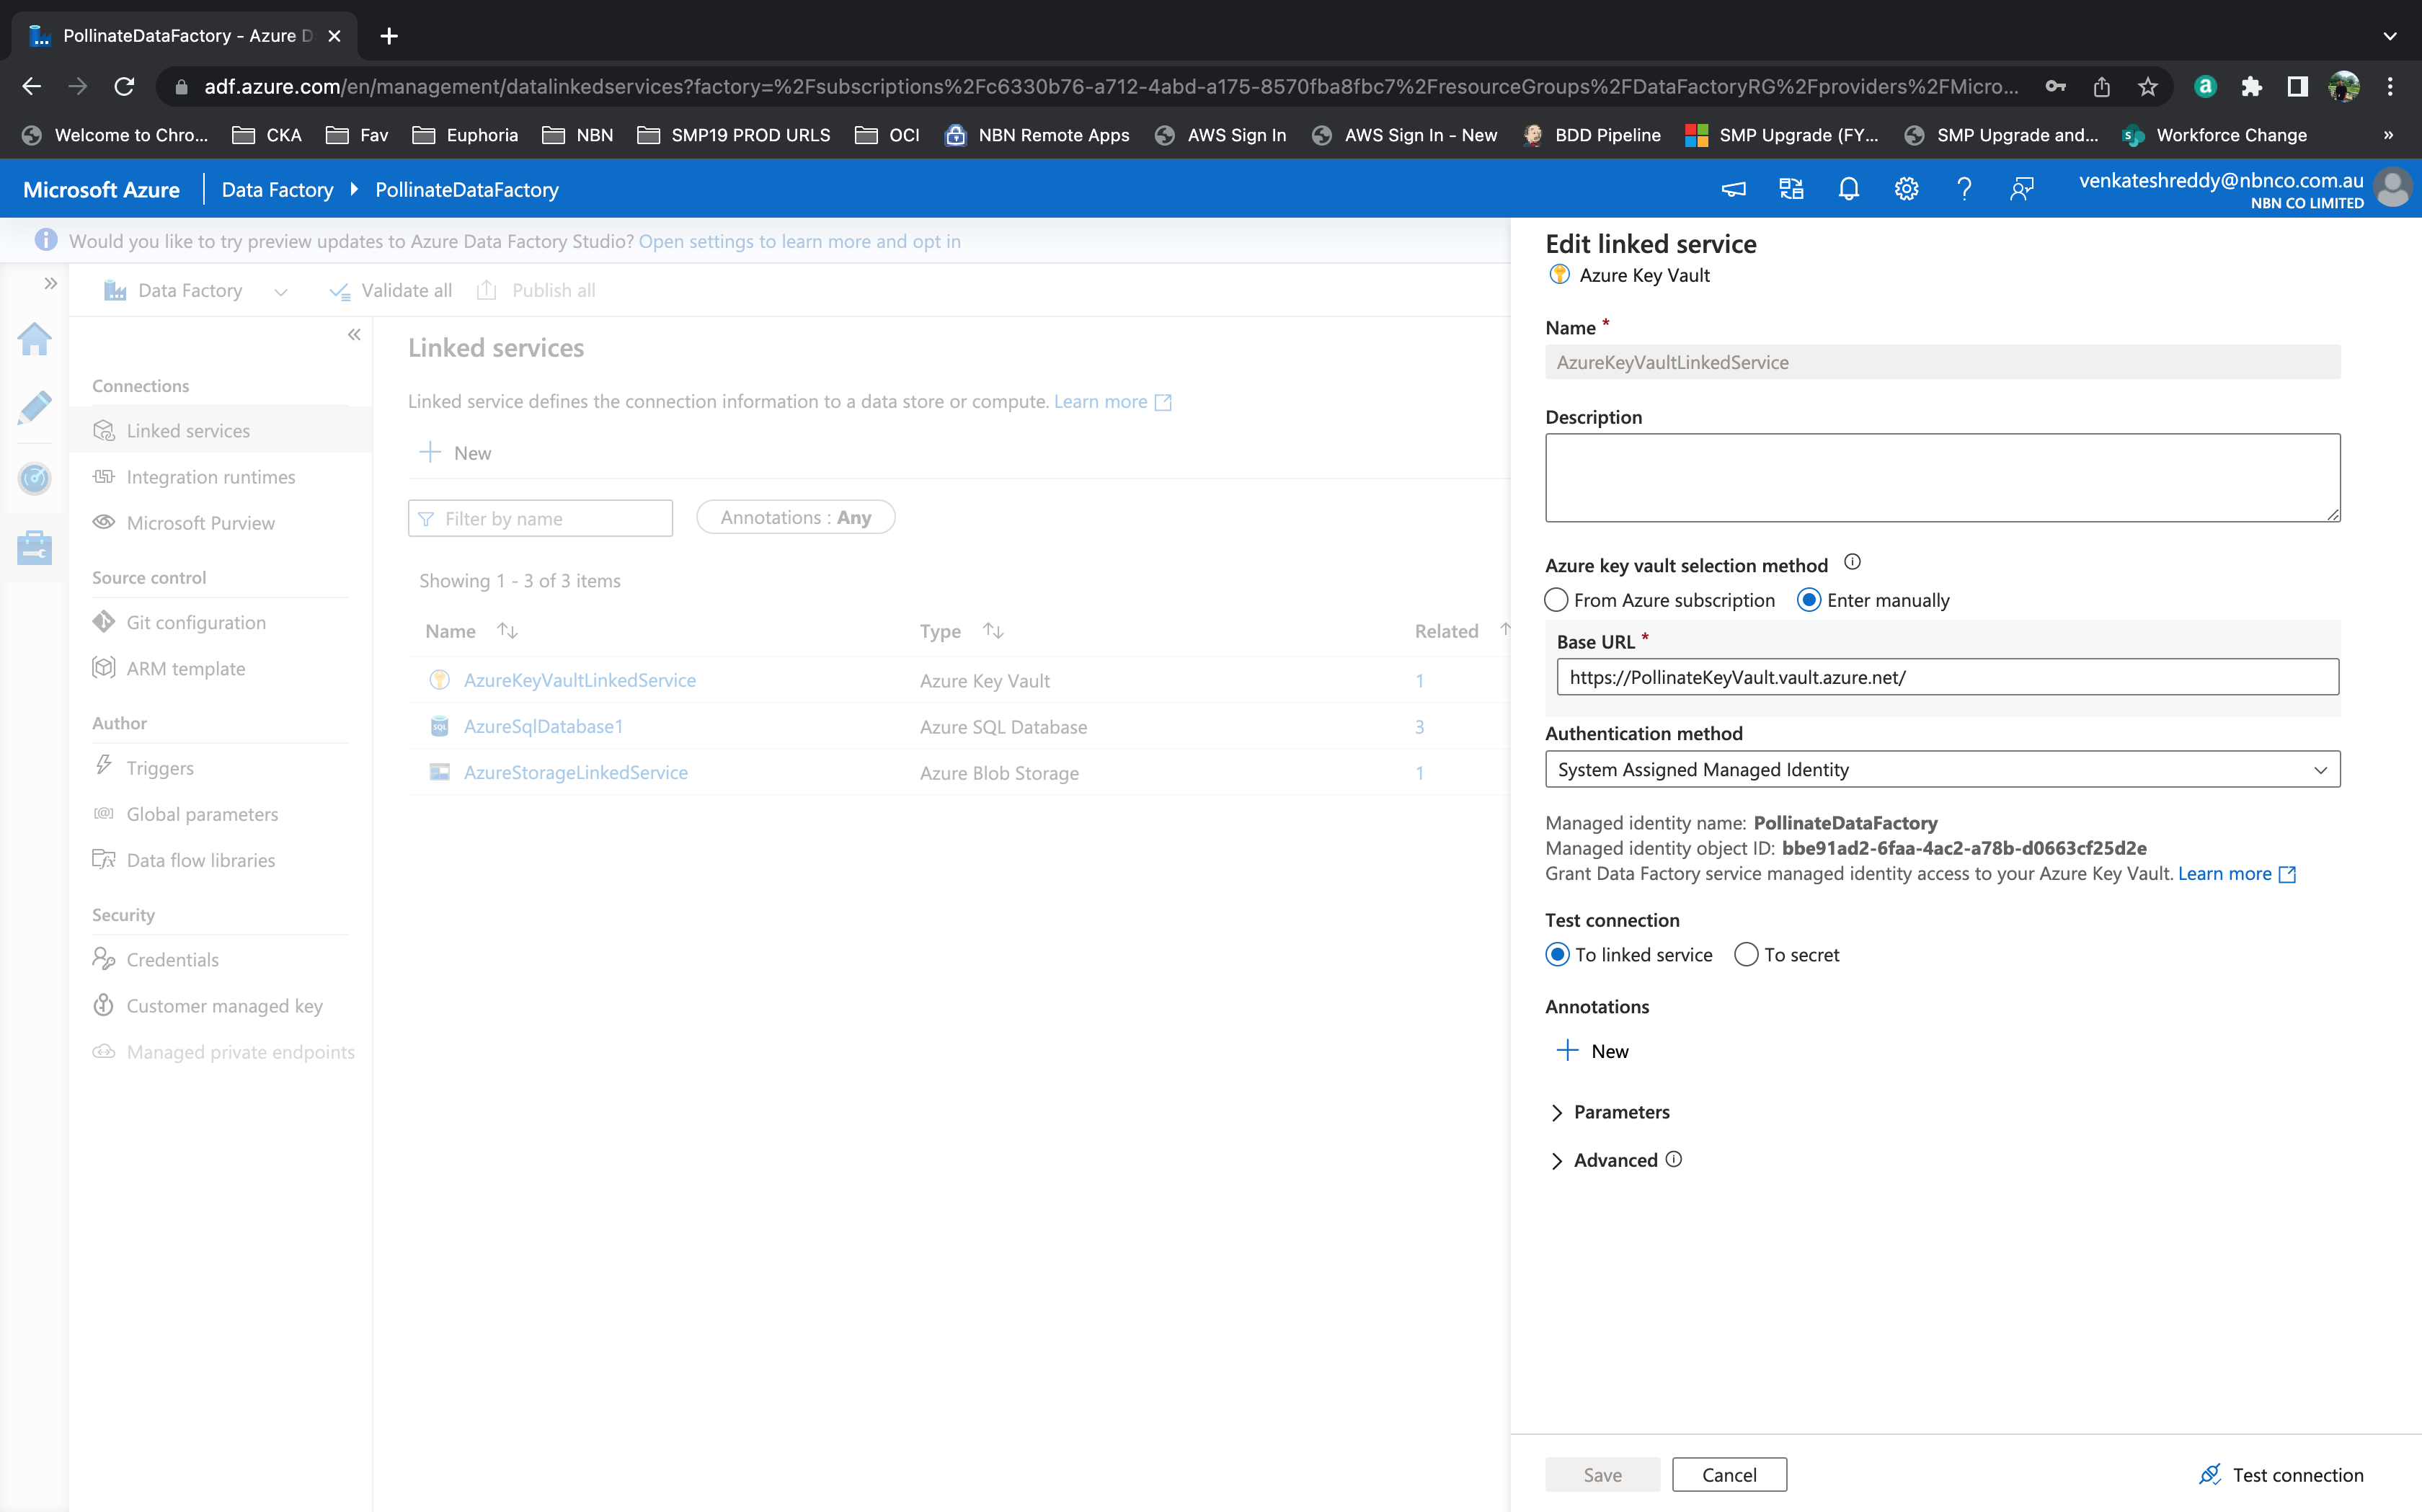 PollinateDataFactory - Azure D
adf.azure.com/en/management/datalinkedservices?factory=%2Fsubscriptions%2Fc6330b76-a712-4abd-a175-8570fba8fbc7%2FresourceGroups%2FDataFactoryRG%2Fproviders%2FMicro...
Welcome to Chro... CKA Fav Euphoria NBN SMP19 PROD URLS OCI NBN Remote Apps AWS Sign In AWS Sign In - New BDD Pipeline SMP Upgrade (FY... SMP Upgrade and... Workforce Change »
Microsoft Azure Data Factory PollinateDataFactory
venkateshreddy@nbnco.com.au
NBN CO LIMITED
Would you like to try preview updates to Azure Data Factory Studio? Open settings to learn more and opt in
Data Factory Validate all Publish all
Connections
Linked services
Integration runtimes
Microsoft Purview
Source control
Git configuration
ARM template
Author
Triggers
Global parameters
Data flow libraries
Security
Credentials
Customer managed key
Managed private endpoints
Linked services
Linked service defines the connection information to a data store or compute. Learn more
New
Filter by name Annotations : Any
Showing 1 - 3 of 3 items
Name Type Related
AzureKeyVaultLinkedService Azure Key Vault 1
AzureSqlDatabase1 Azure SQL Database 3
AzureStorageLinkedService Azure Blob Storage 1
Edit linked service
Azure Key Vault
Name *
AzureKeyVaultLinkedService
Description
Azure key vault selection method
From Azure subscription Enter manually
Base URL *
https://PollinateKeyVault.vault.azure.net/
Authentication method
System Assigned Managed Identity
Managed identity name: PollinateDataFactory
Managed identity object ID: bbe91ad2-6faa-4ac2-a78b-d0663cf25d2e
Grant Data Factory service managed identity access to your Azure Key Vault. Learn more
Test connection
To linked service To secret
Annotations
New
Parameters
Advanced
Save Cancel Test connection